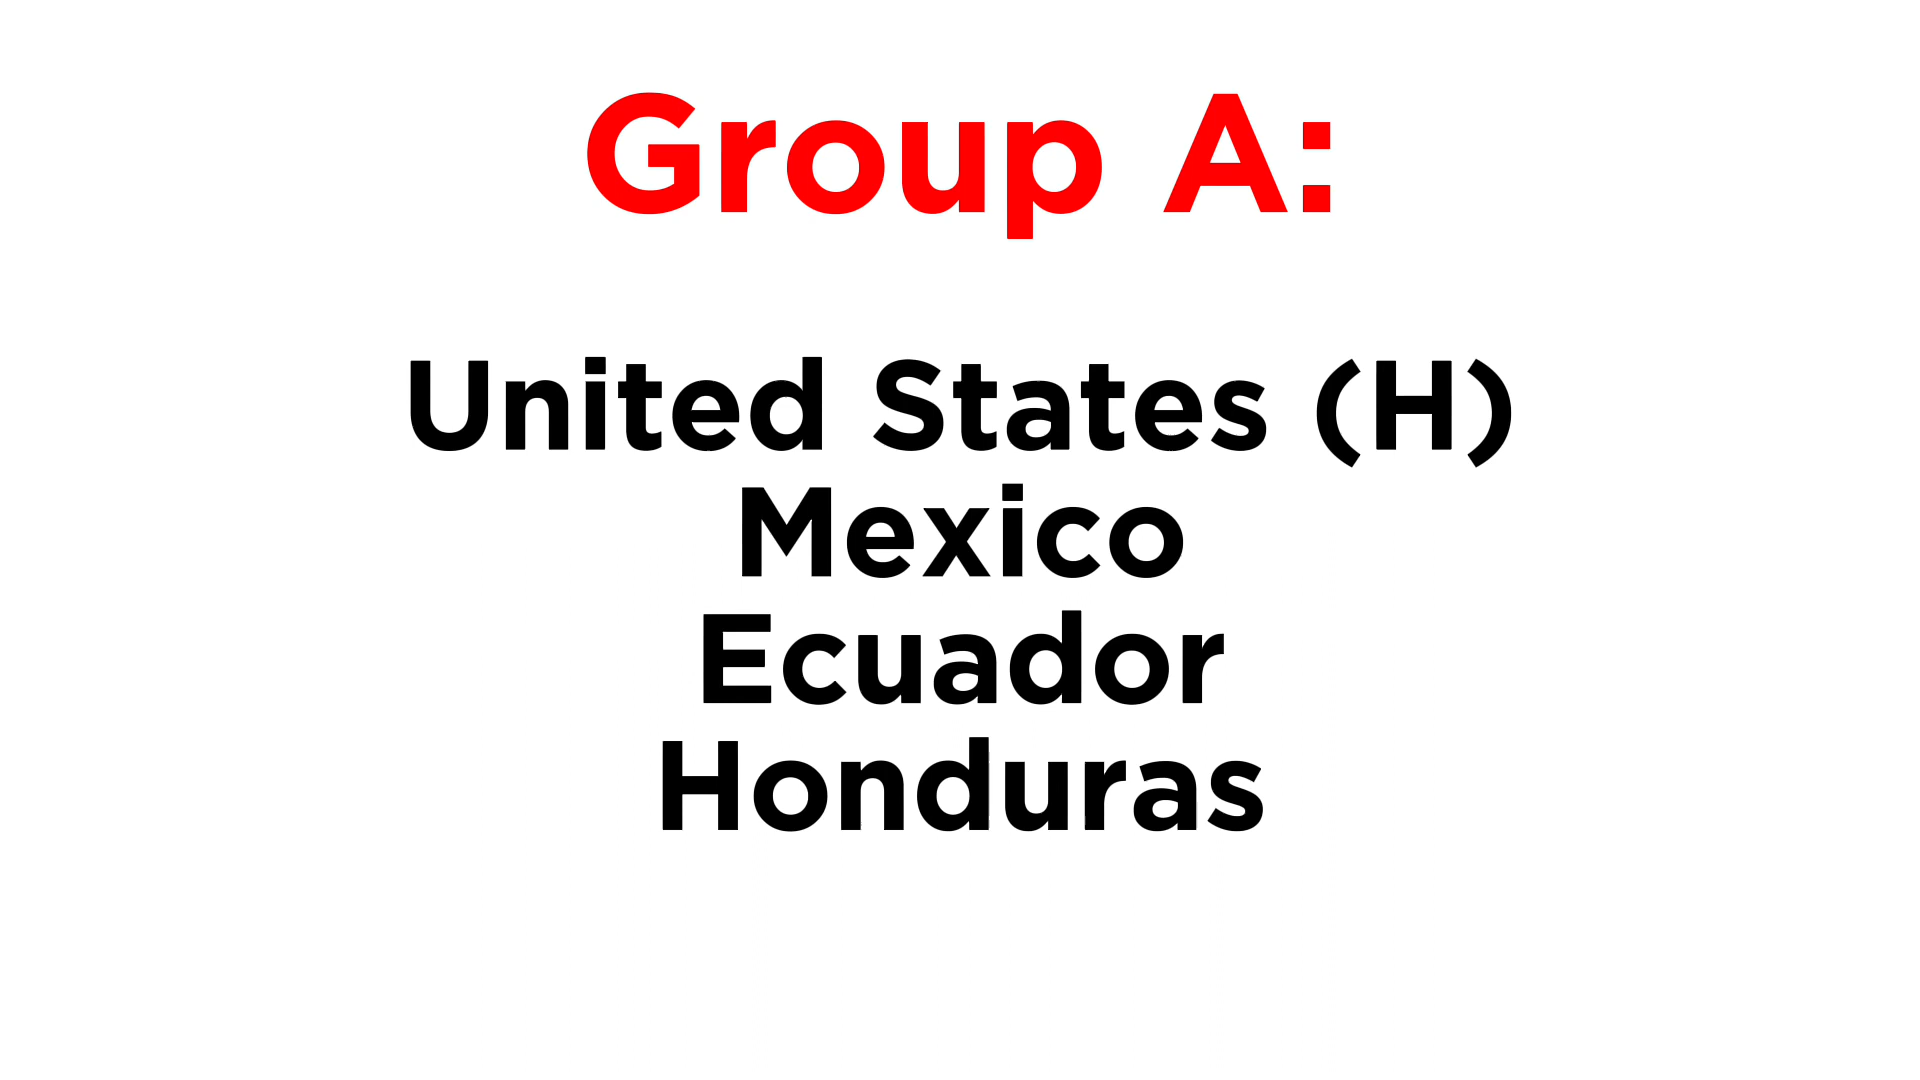 Group A:
United States (H)
Mexico
Ecuador
Honduras